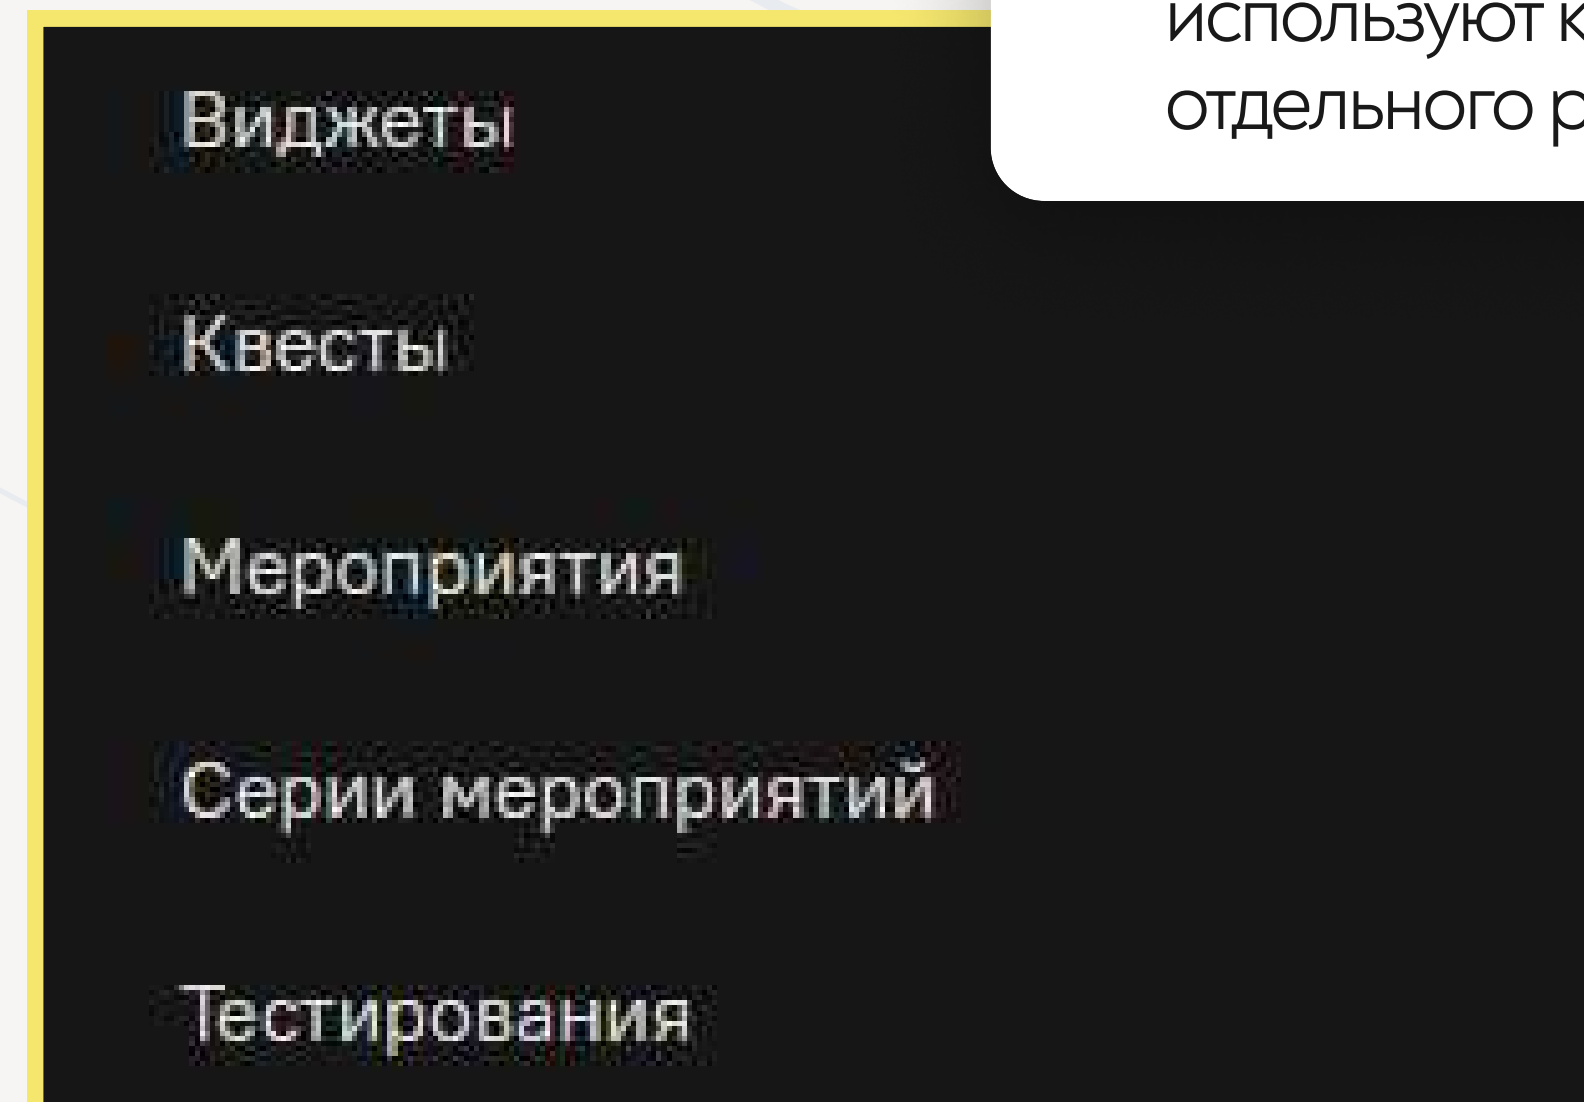 используют
отдельного
Виджеты
Квесты
Мероприятия
Серии мероприятий
Тестирования